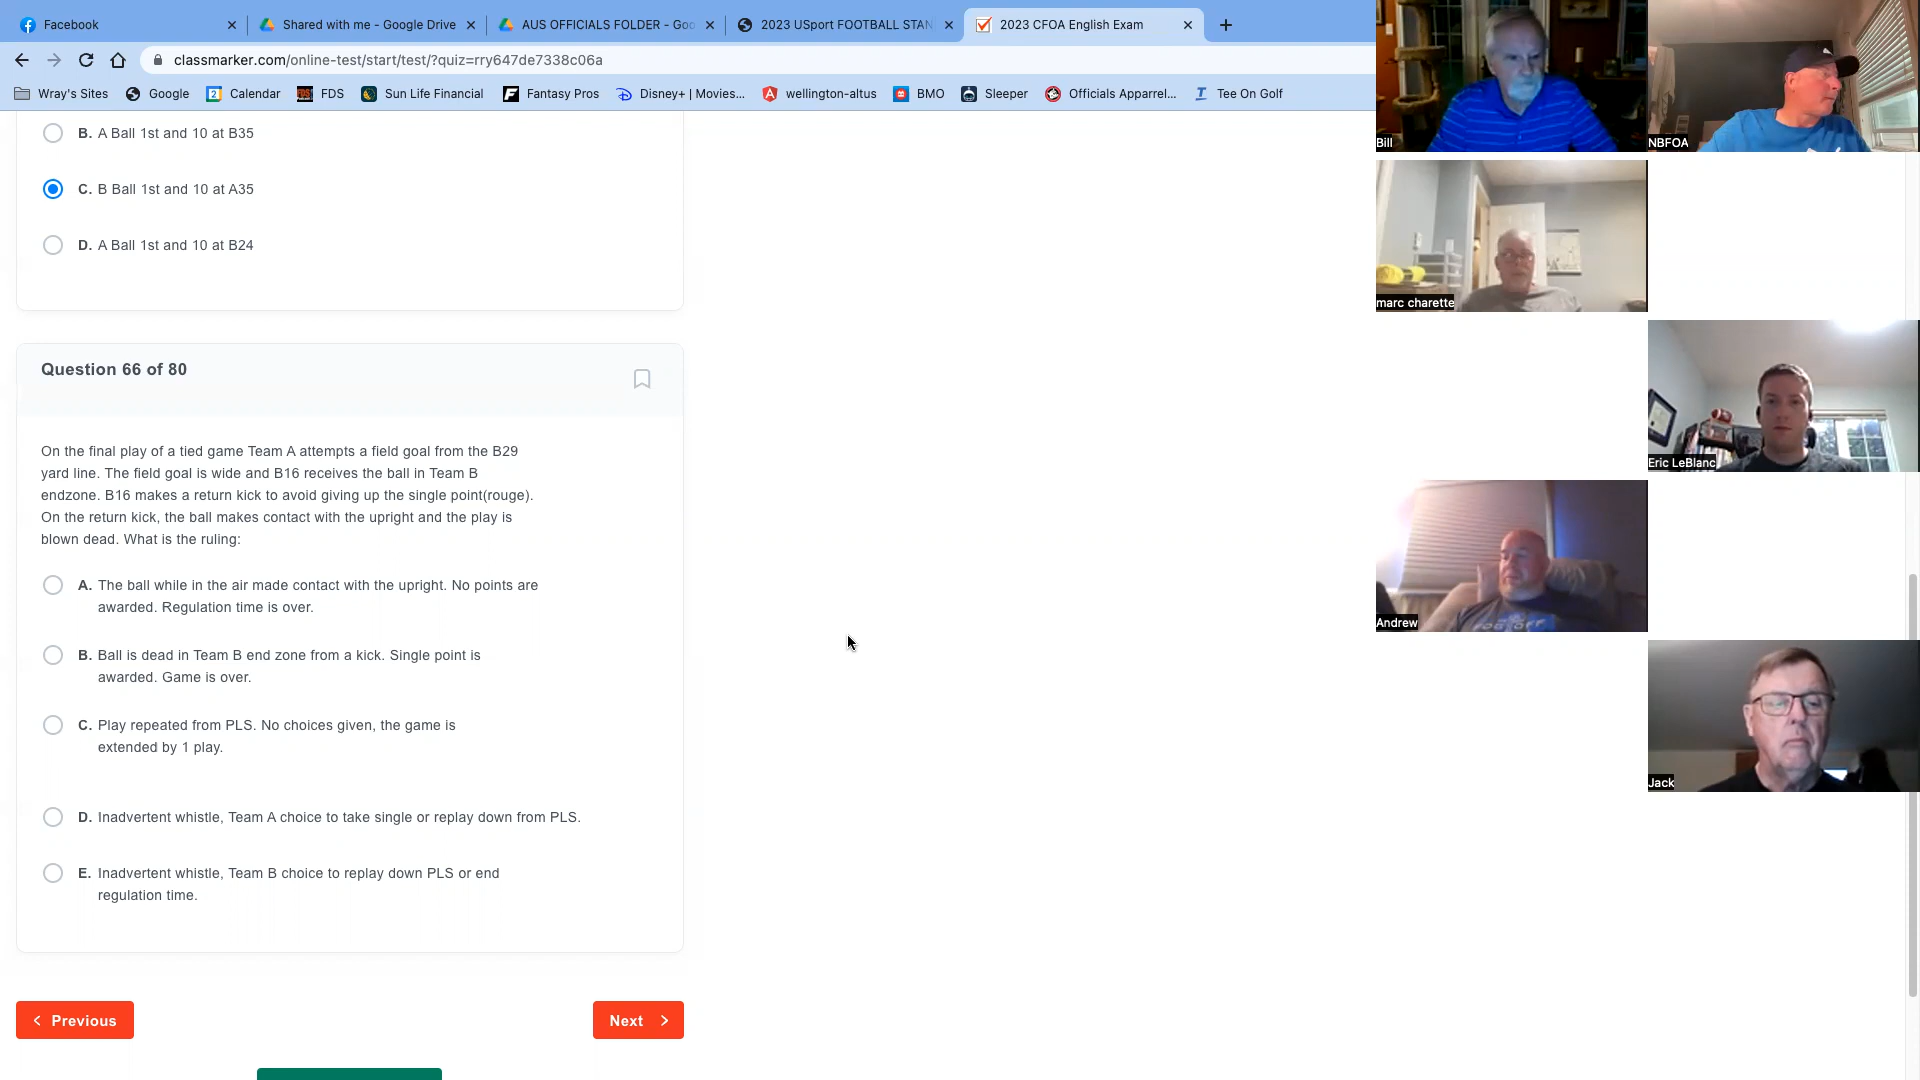 Facebook
Shared with me - Google Drive
AUS OFFICIALS FOLDER - Goo
2023 USport FOOTBALL STAN
2023 CFOA English Exam
classmarker.com/online-test/start/test/?quiz=rry647de7338c06a
Wray's Sites
Google
Calendar
FDS
Sun Life Financial
Fantasy Pros
Disney+ | Movies...
wellington-altus
BMO
Sleeper
Officials Apparrel...
Tee On Golf
B. A Ball 1st and 10 at B35
C. B Ball 1st and 10 at A35
D. A Ball 1st and 10 at B24
Question 66 of 80
On the final play of a tied game Team A attempts a field goal from the B29
yard line. The field goal is wide and B16 receives the ball in Team B
endzone. B16 makes a return kick to avoid giving up the single point(rouge).
On the return kick, the ball makes contact with the upright and the play is
blown dead. What is the ruling:
A. The ball while in the air made contact with the upright. No points are
awarded. Regulation time is over.
B. Ball is dead in Team B end zone from a kick. Single point is
awarded. Game is over.
C. Play repeated from PLS. No choices given, the game is
extended by 1 play.
D. Inadvertent whistle, Team A choice to take single or replay down from PLS.
E. Inadvertent whistle, Team B choice to replay down PLS or end
regulation time.
Previous
Next
Bill
NBFOA
marc charette
Eric LeBlanc
Andrew
Jack